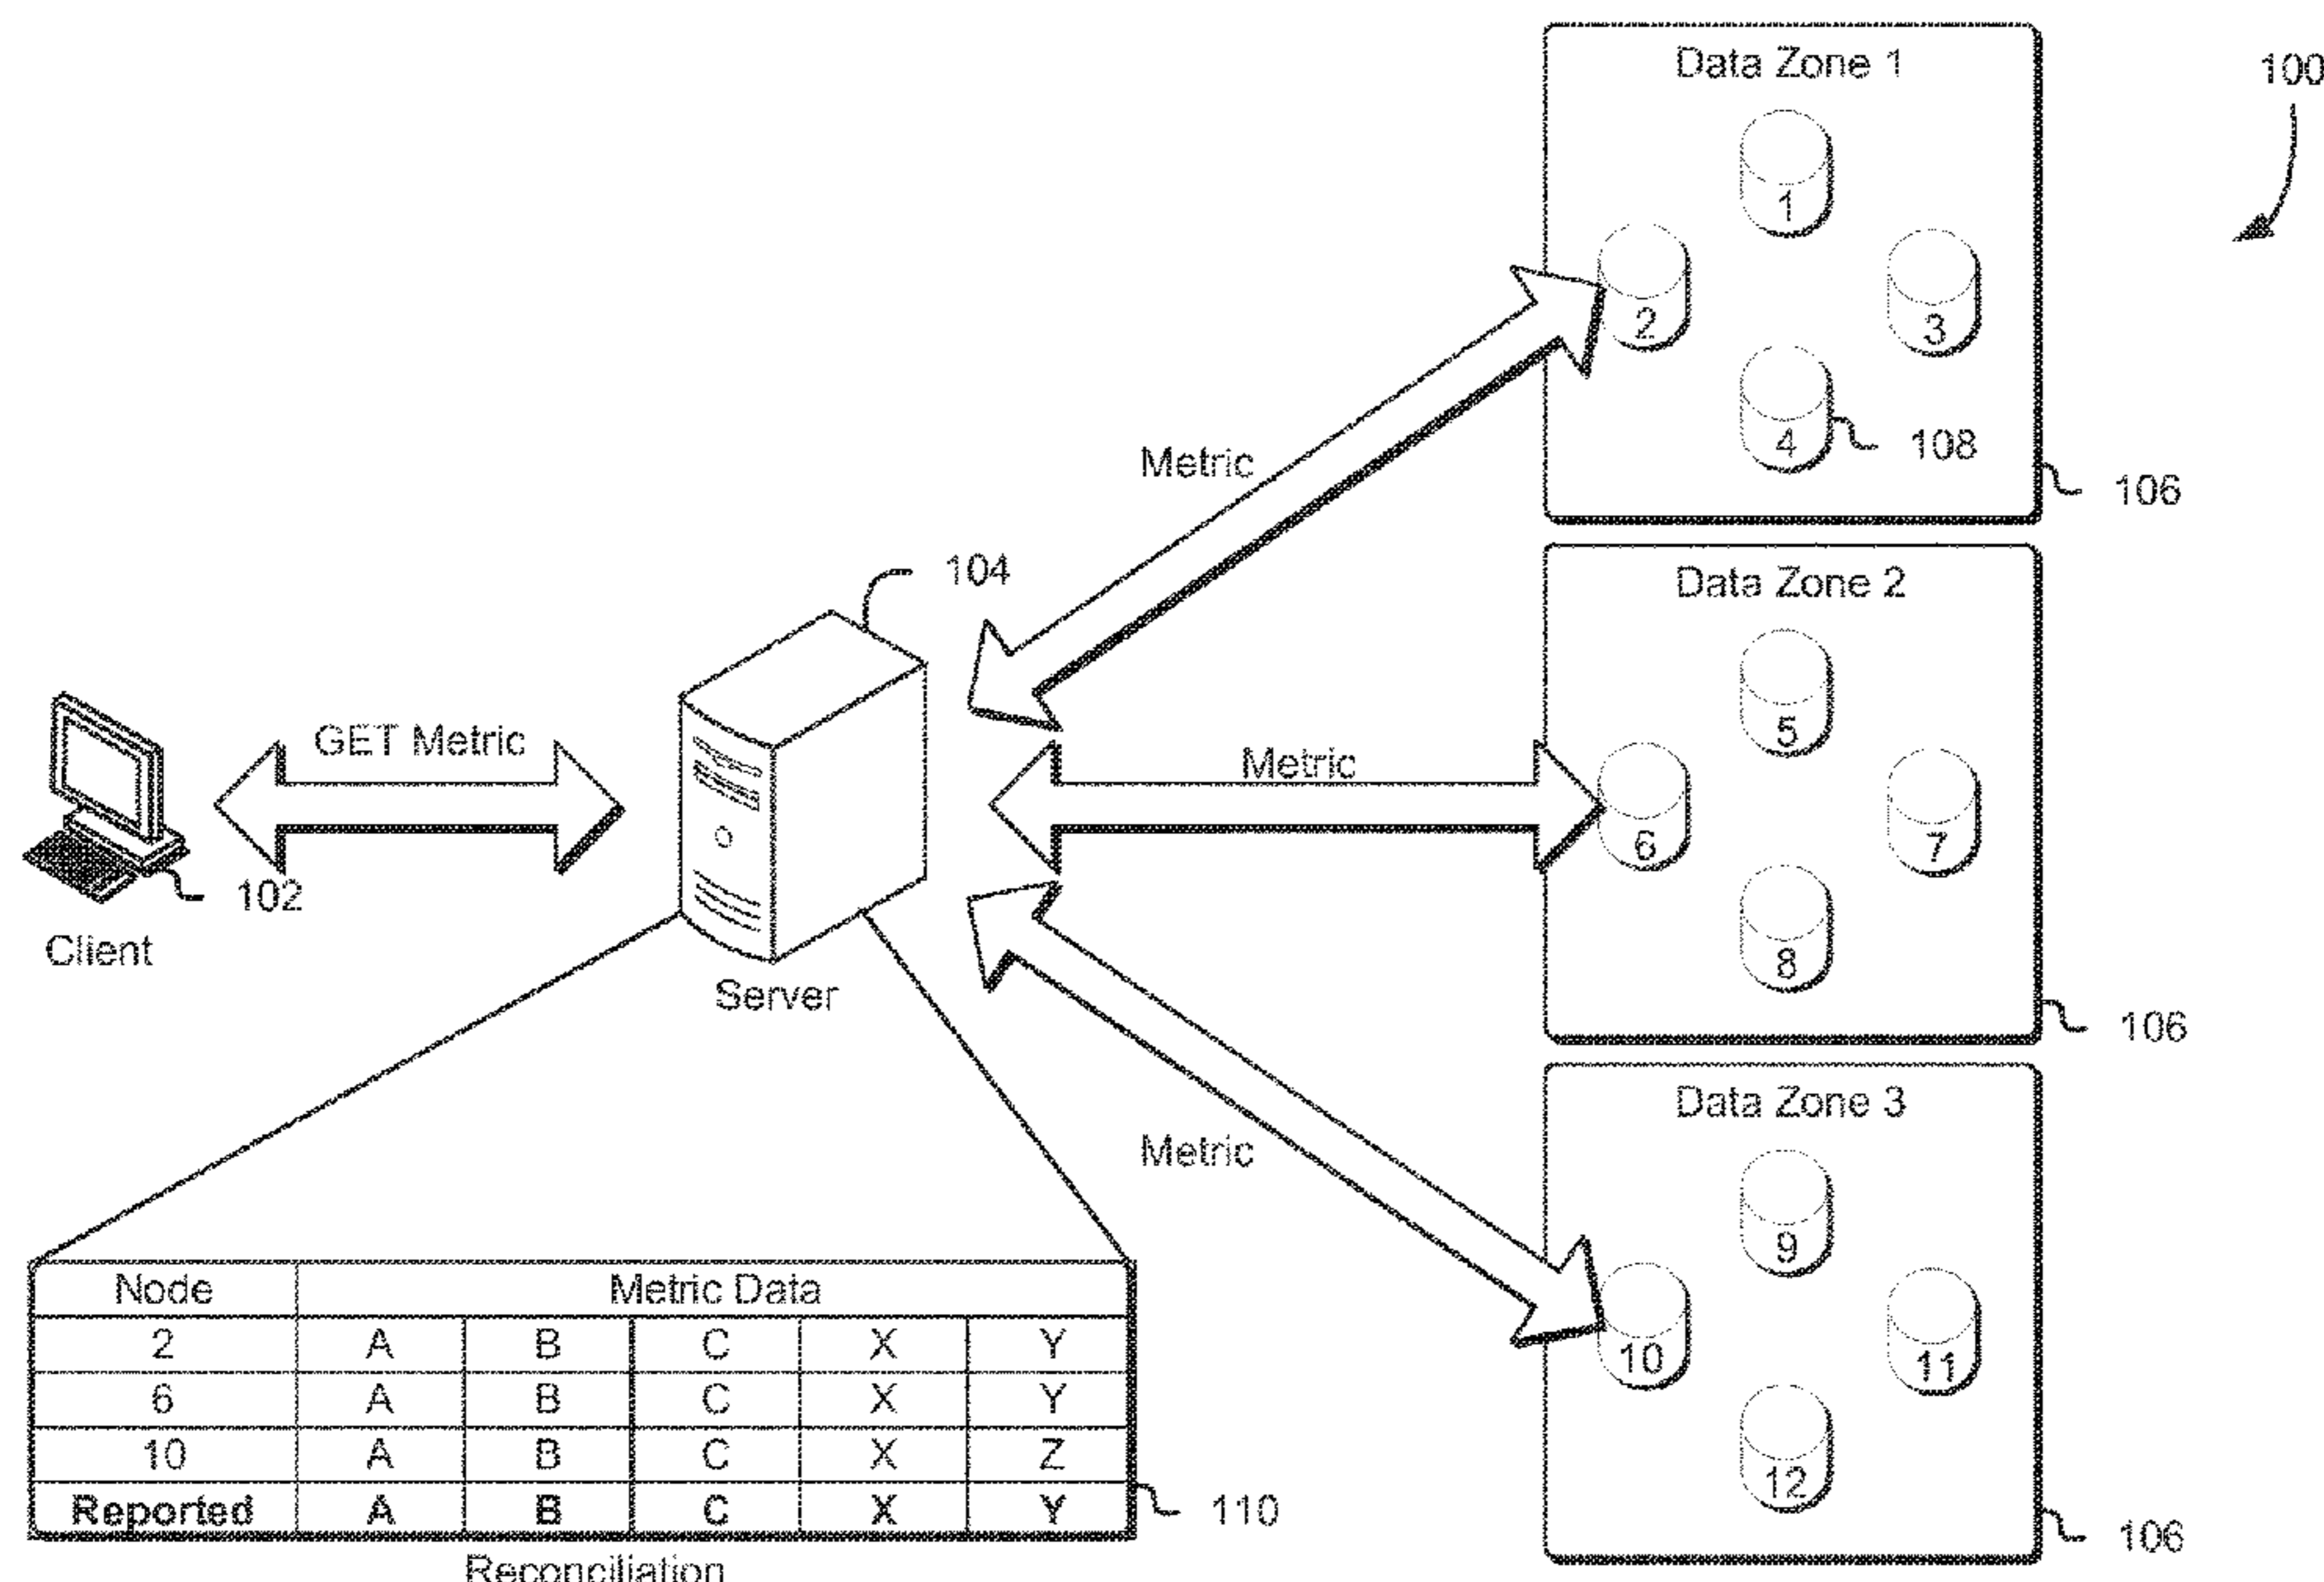 Data Zone 1
100
1
2
3
4
108
Metric
106
104
Data Zone 2
5
GET Metric
Metric
6
7
102
Client
8
Server
106
Data Zone 3
Metric
9
Node Metric Data
10
11
2 A B C X Y
6 A B C X Y
10 A B C X Z
12
Reported A B C X Y
110
106
Reconciliation